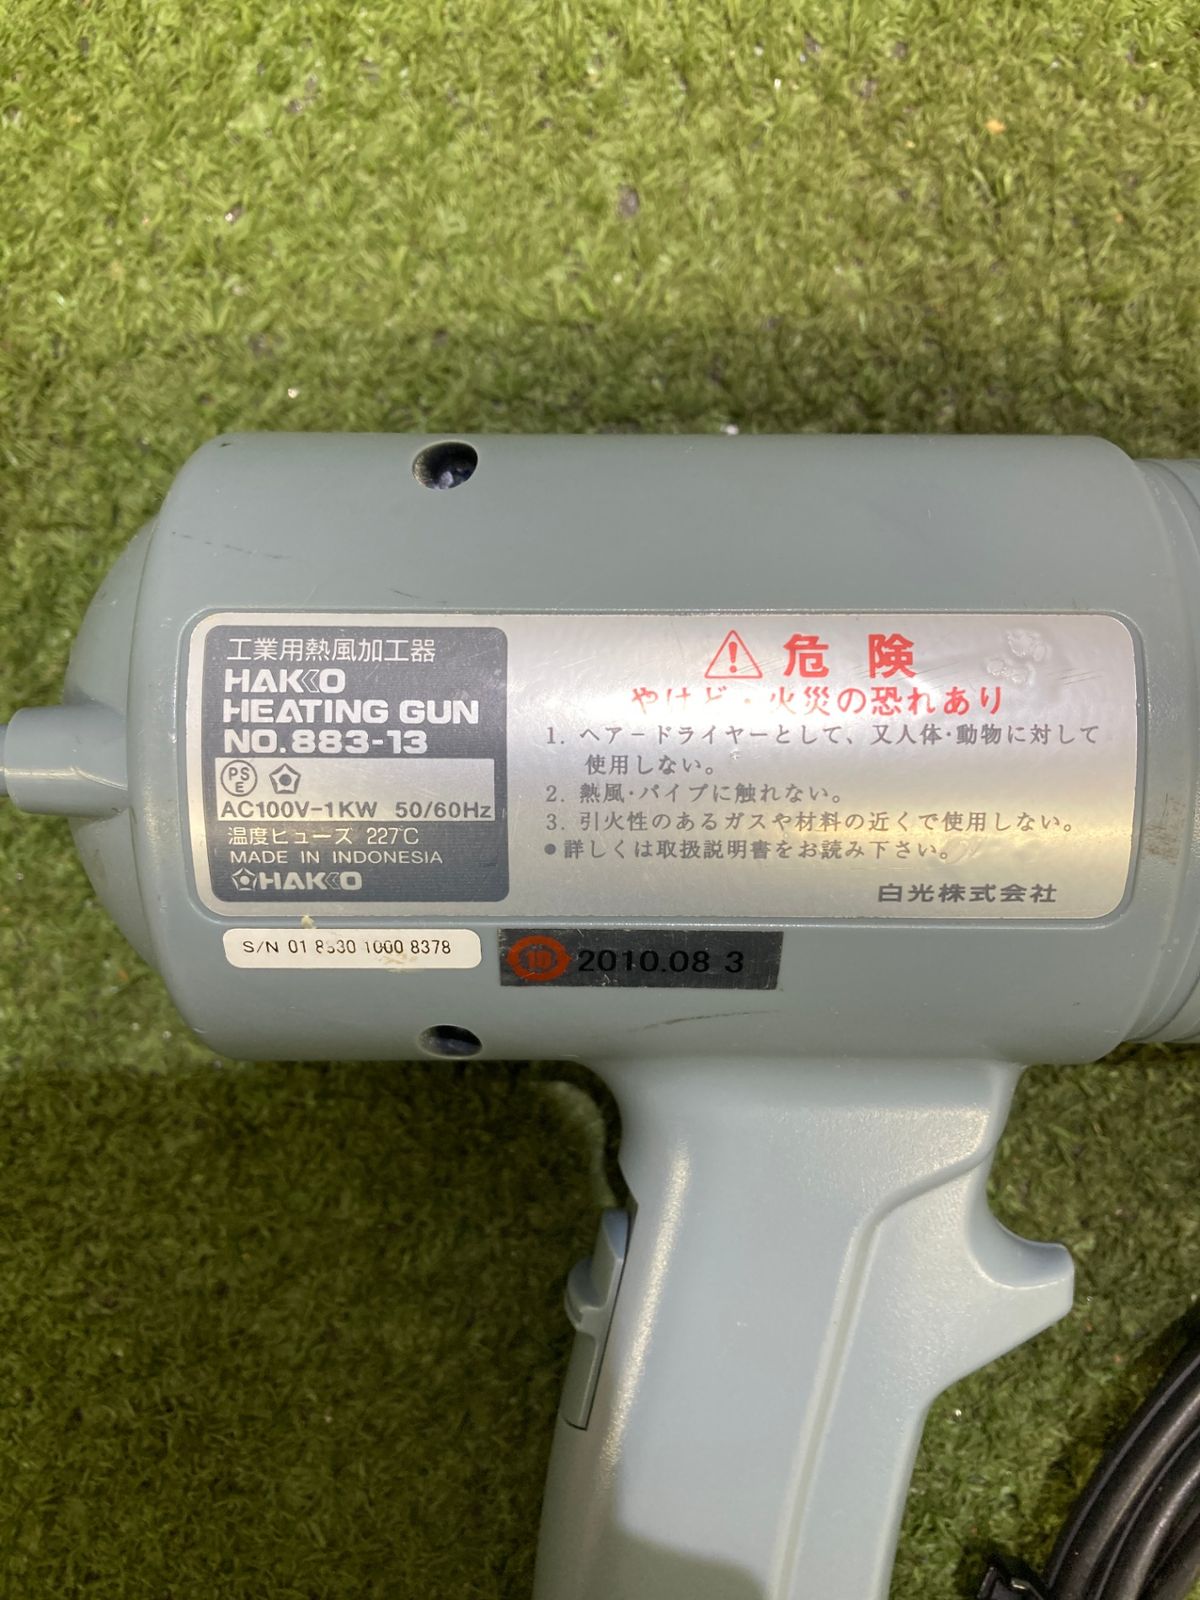 工業用熱風加工器
HAKKO
HEATING GUN
NO.883-13
PS
E
AC100V-1KW 50/60Hz
温度ヒューズ 227℃
MADE IN INDONESIA
HAKKO
危険
やけど・火災の恐れあり
1. ヘアードライヤーとして、又人体・動物に対して
使用しない。
2. 熱風・パイプに触れない。
3. 引火性のあるガスや材料の近くで使用しない。
●詳しくは取扱説明書をお読み下さい。
白光株式会社
S/N 01 8330 1000 8378
10 2010.08 3